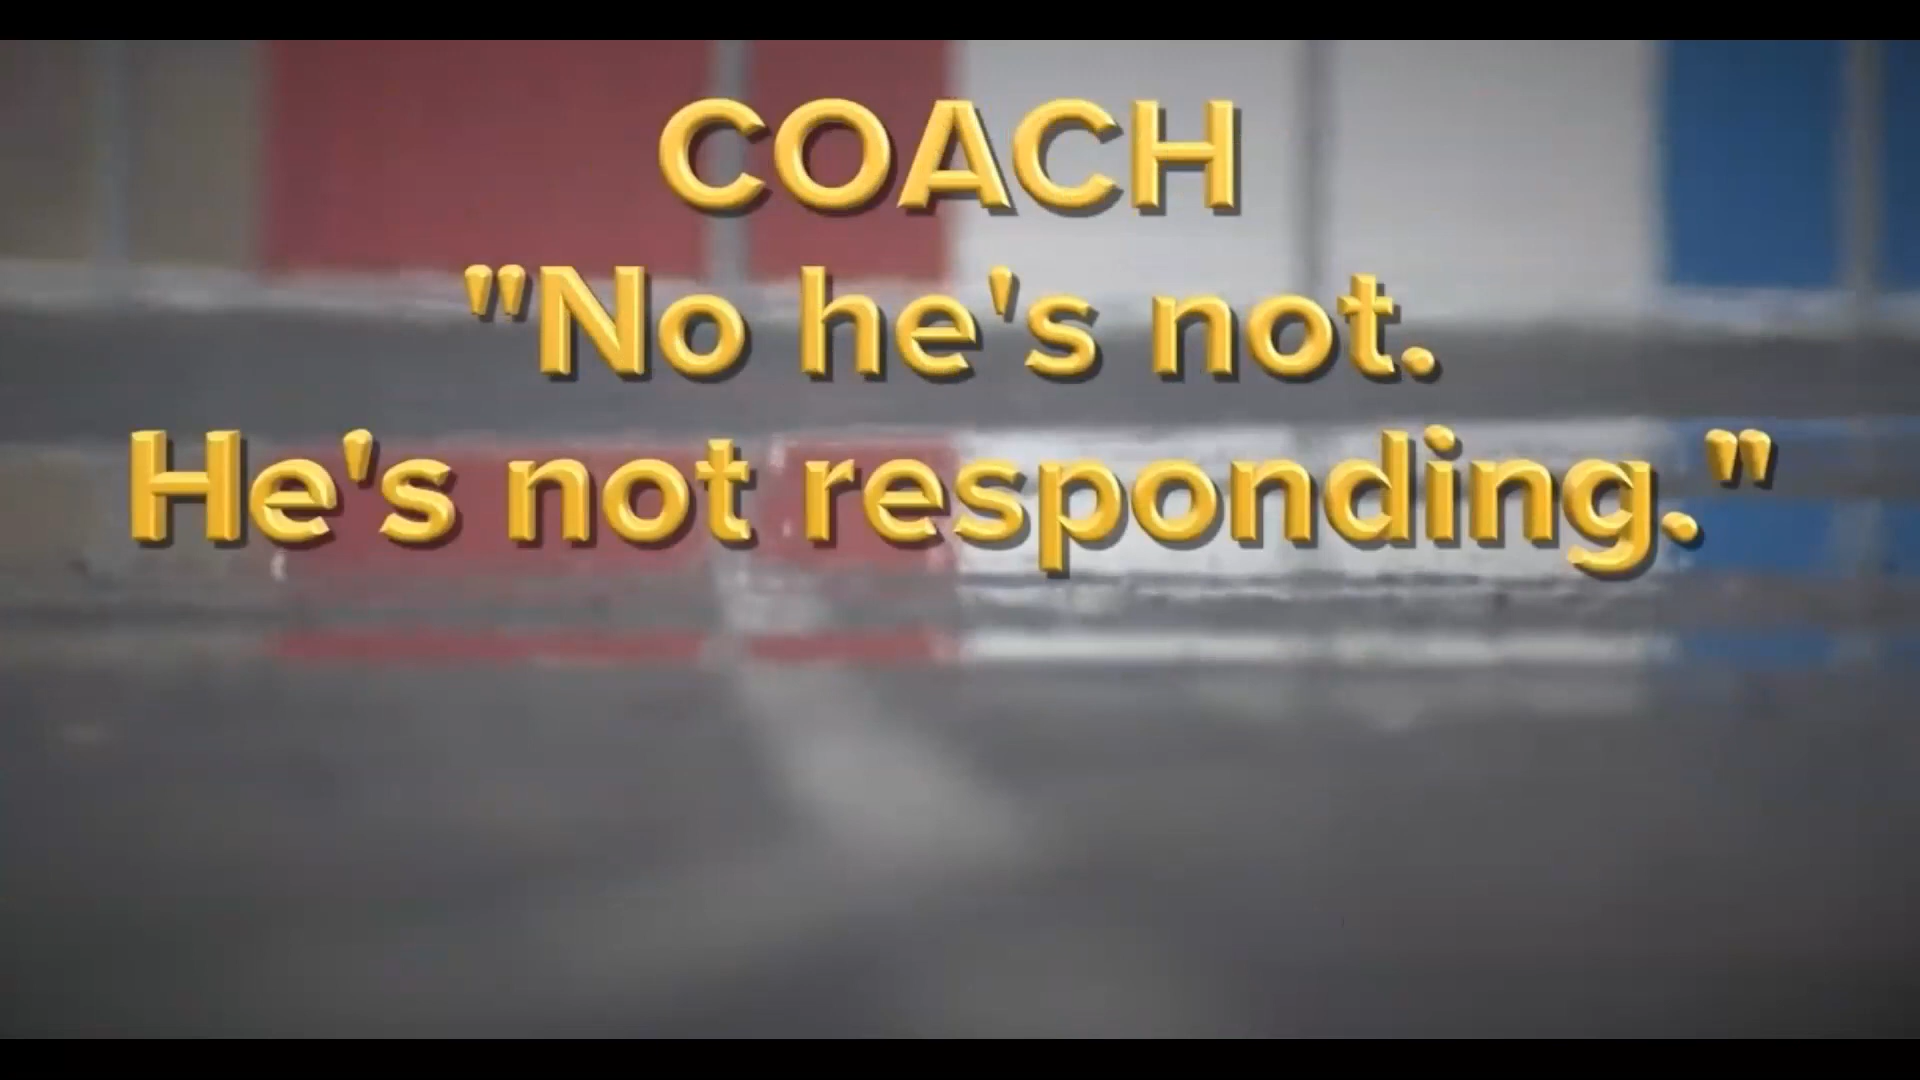 COACH
"No he's not.
He's not responding."